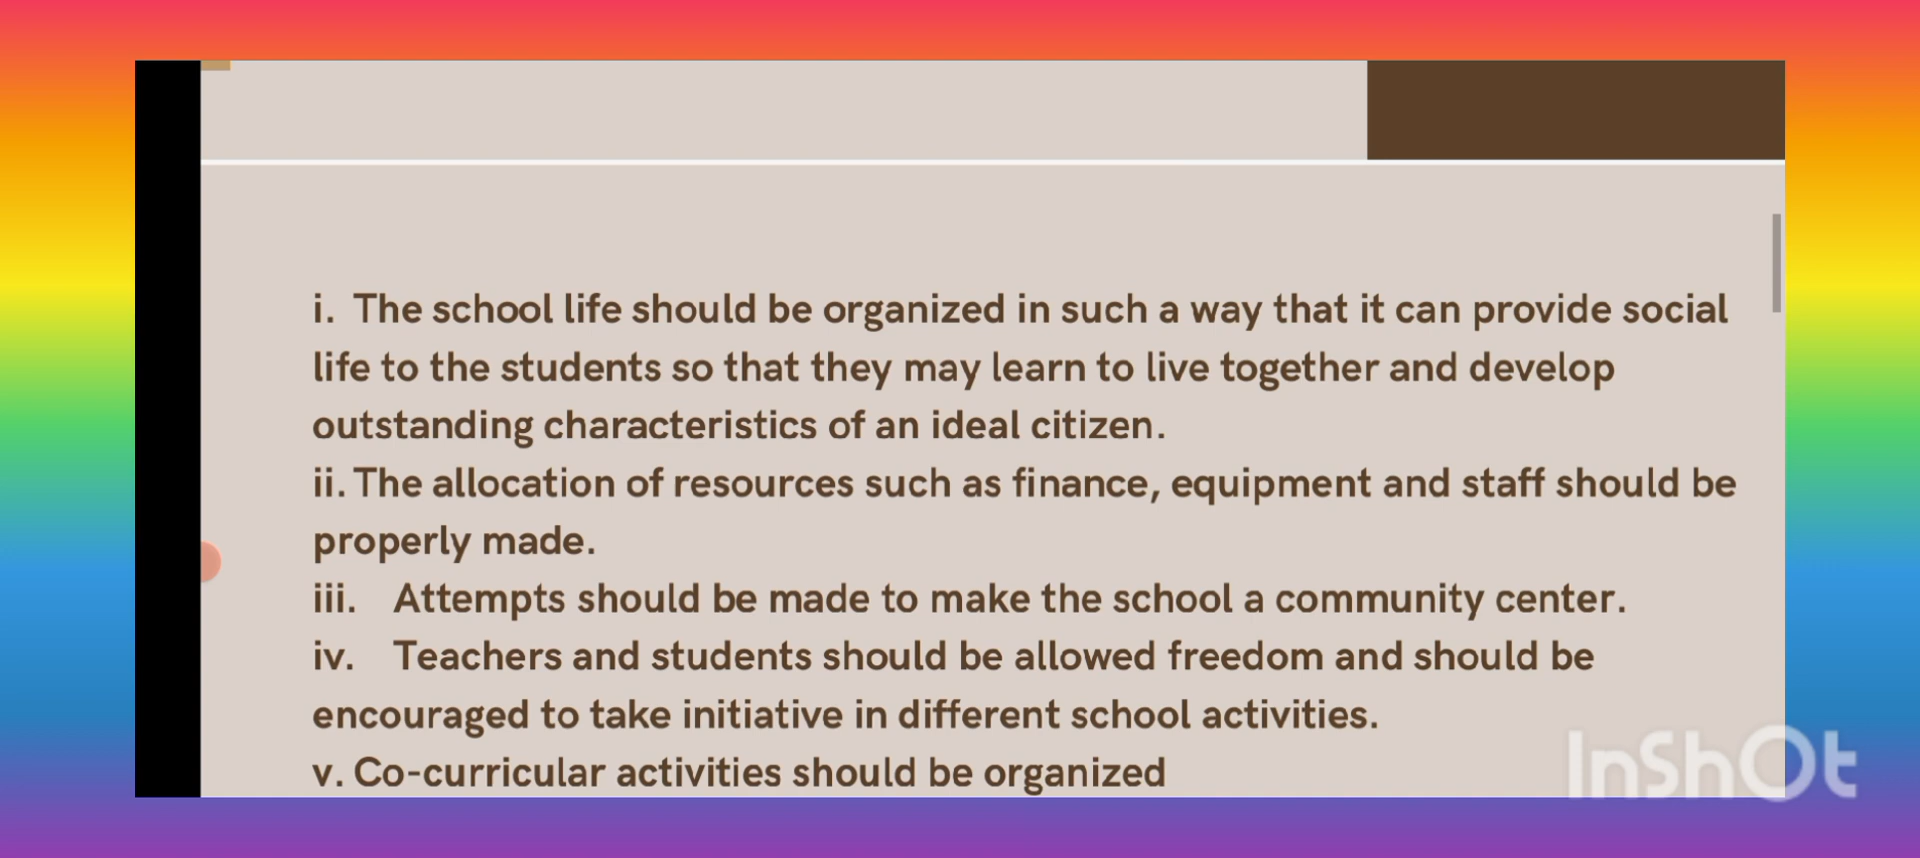 i. The school life should be organized in such a way that it can provide social
life to the students so that they may learn to live together and develop
outstanding characteristics of an ideal citizen.
ii. The allocation of resources such as finance, equipment and staff should be
properly made.
iii. Attempts should be made to make the school a community center.
iv. Teachers and students should be allowed freedom and should be
encouraged to take initiative in different school activities.
v. Co-curricular activities should be organized
InShOt